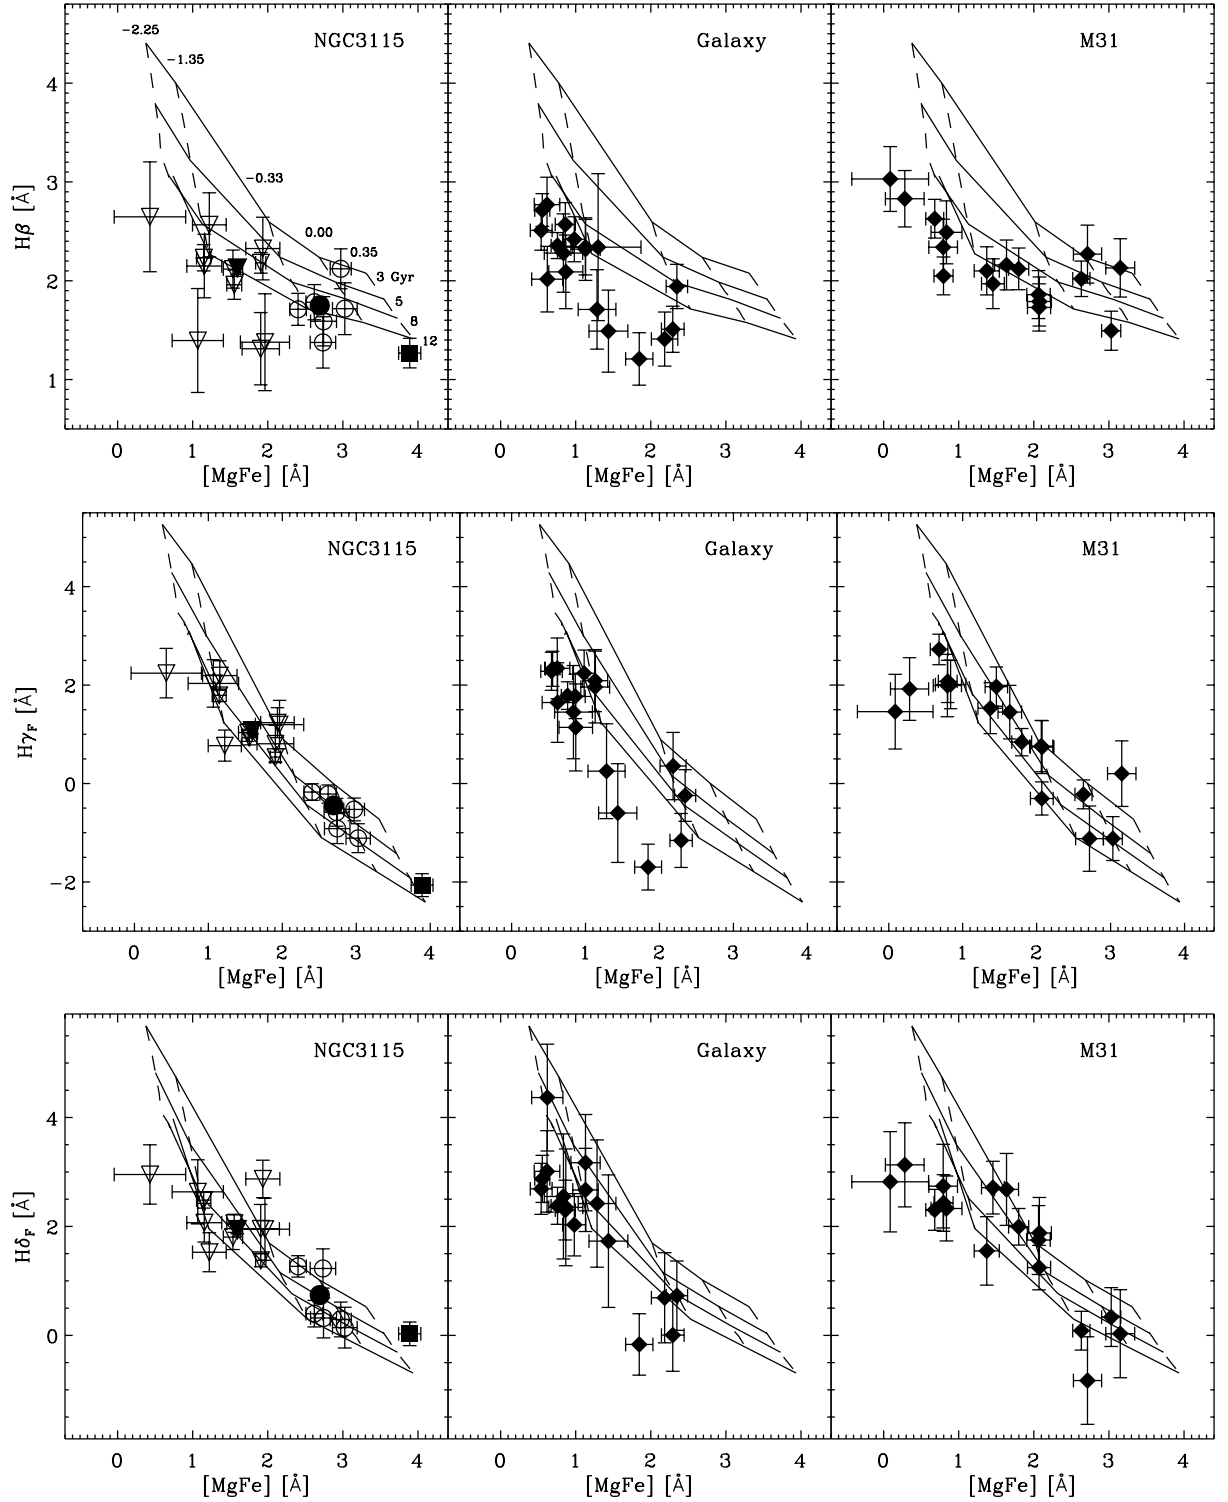 NGC3115 Galaxy M31
-2.25
-1.35
-0.33
0.00
0.35
3 Gyr
5
8
12
4
3
2
1
Hβ [Å]
0 1 2 3 4 0 1 2 3 4 0 1 2 3 4
[MgFe] [Å] [MgFe] [Å] [MgFe] [Å]
NGC3115 Galaxy M31
4
2
0
−2
HγF [Å]
0 1 2 3 4 0 1 2 3 4 0 1 2 3 4
[MgFe] [Å] [MgFe] [Å] [MgFe] [Å]
NGC3115 Galaxy M31
4
2
0
HδF [Å]
0 1 2 3 4 0 1 2 3 4 0 1 2 3 4
[MgFe] [Å] [MgFe] [Å] [MgFe] [Å]